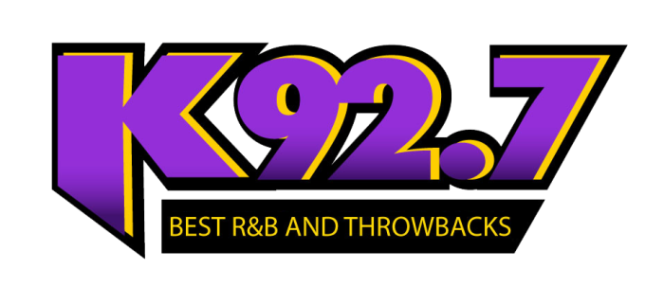 K92.7
BEST R&B AND THROWBACKS